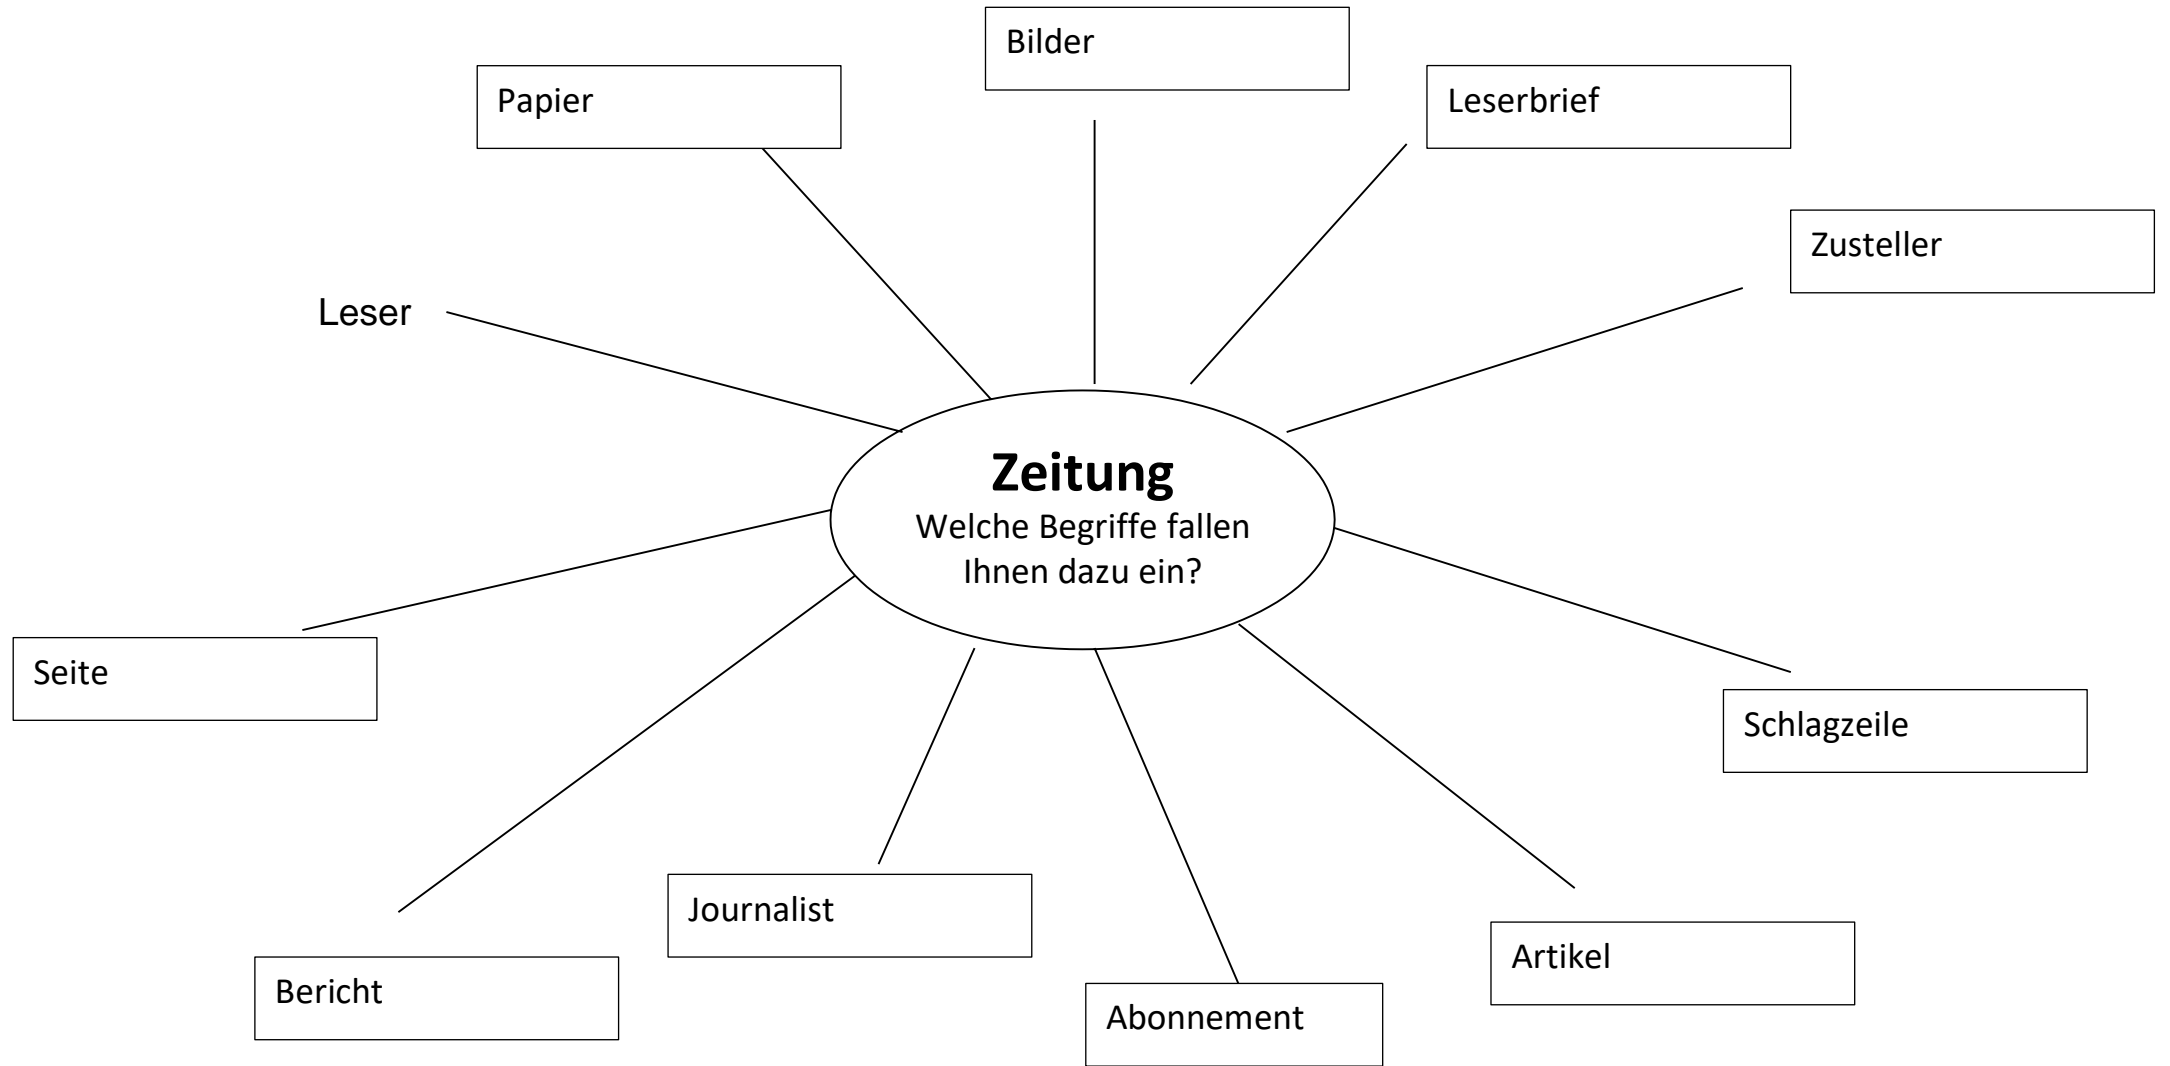 Bilder
Papier
Leserbrief
Zusteller
Leser
Zeitung
Welche Begriffe fallen
Ihnen dazu ein?
Seite
Schlagzeile
Journalist
Artikel
Bericht
Abonnement